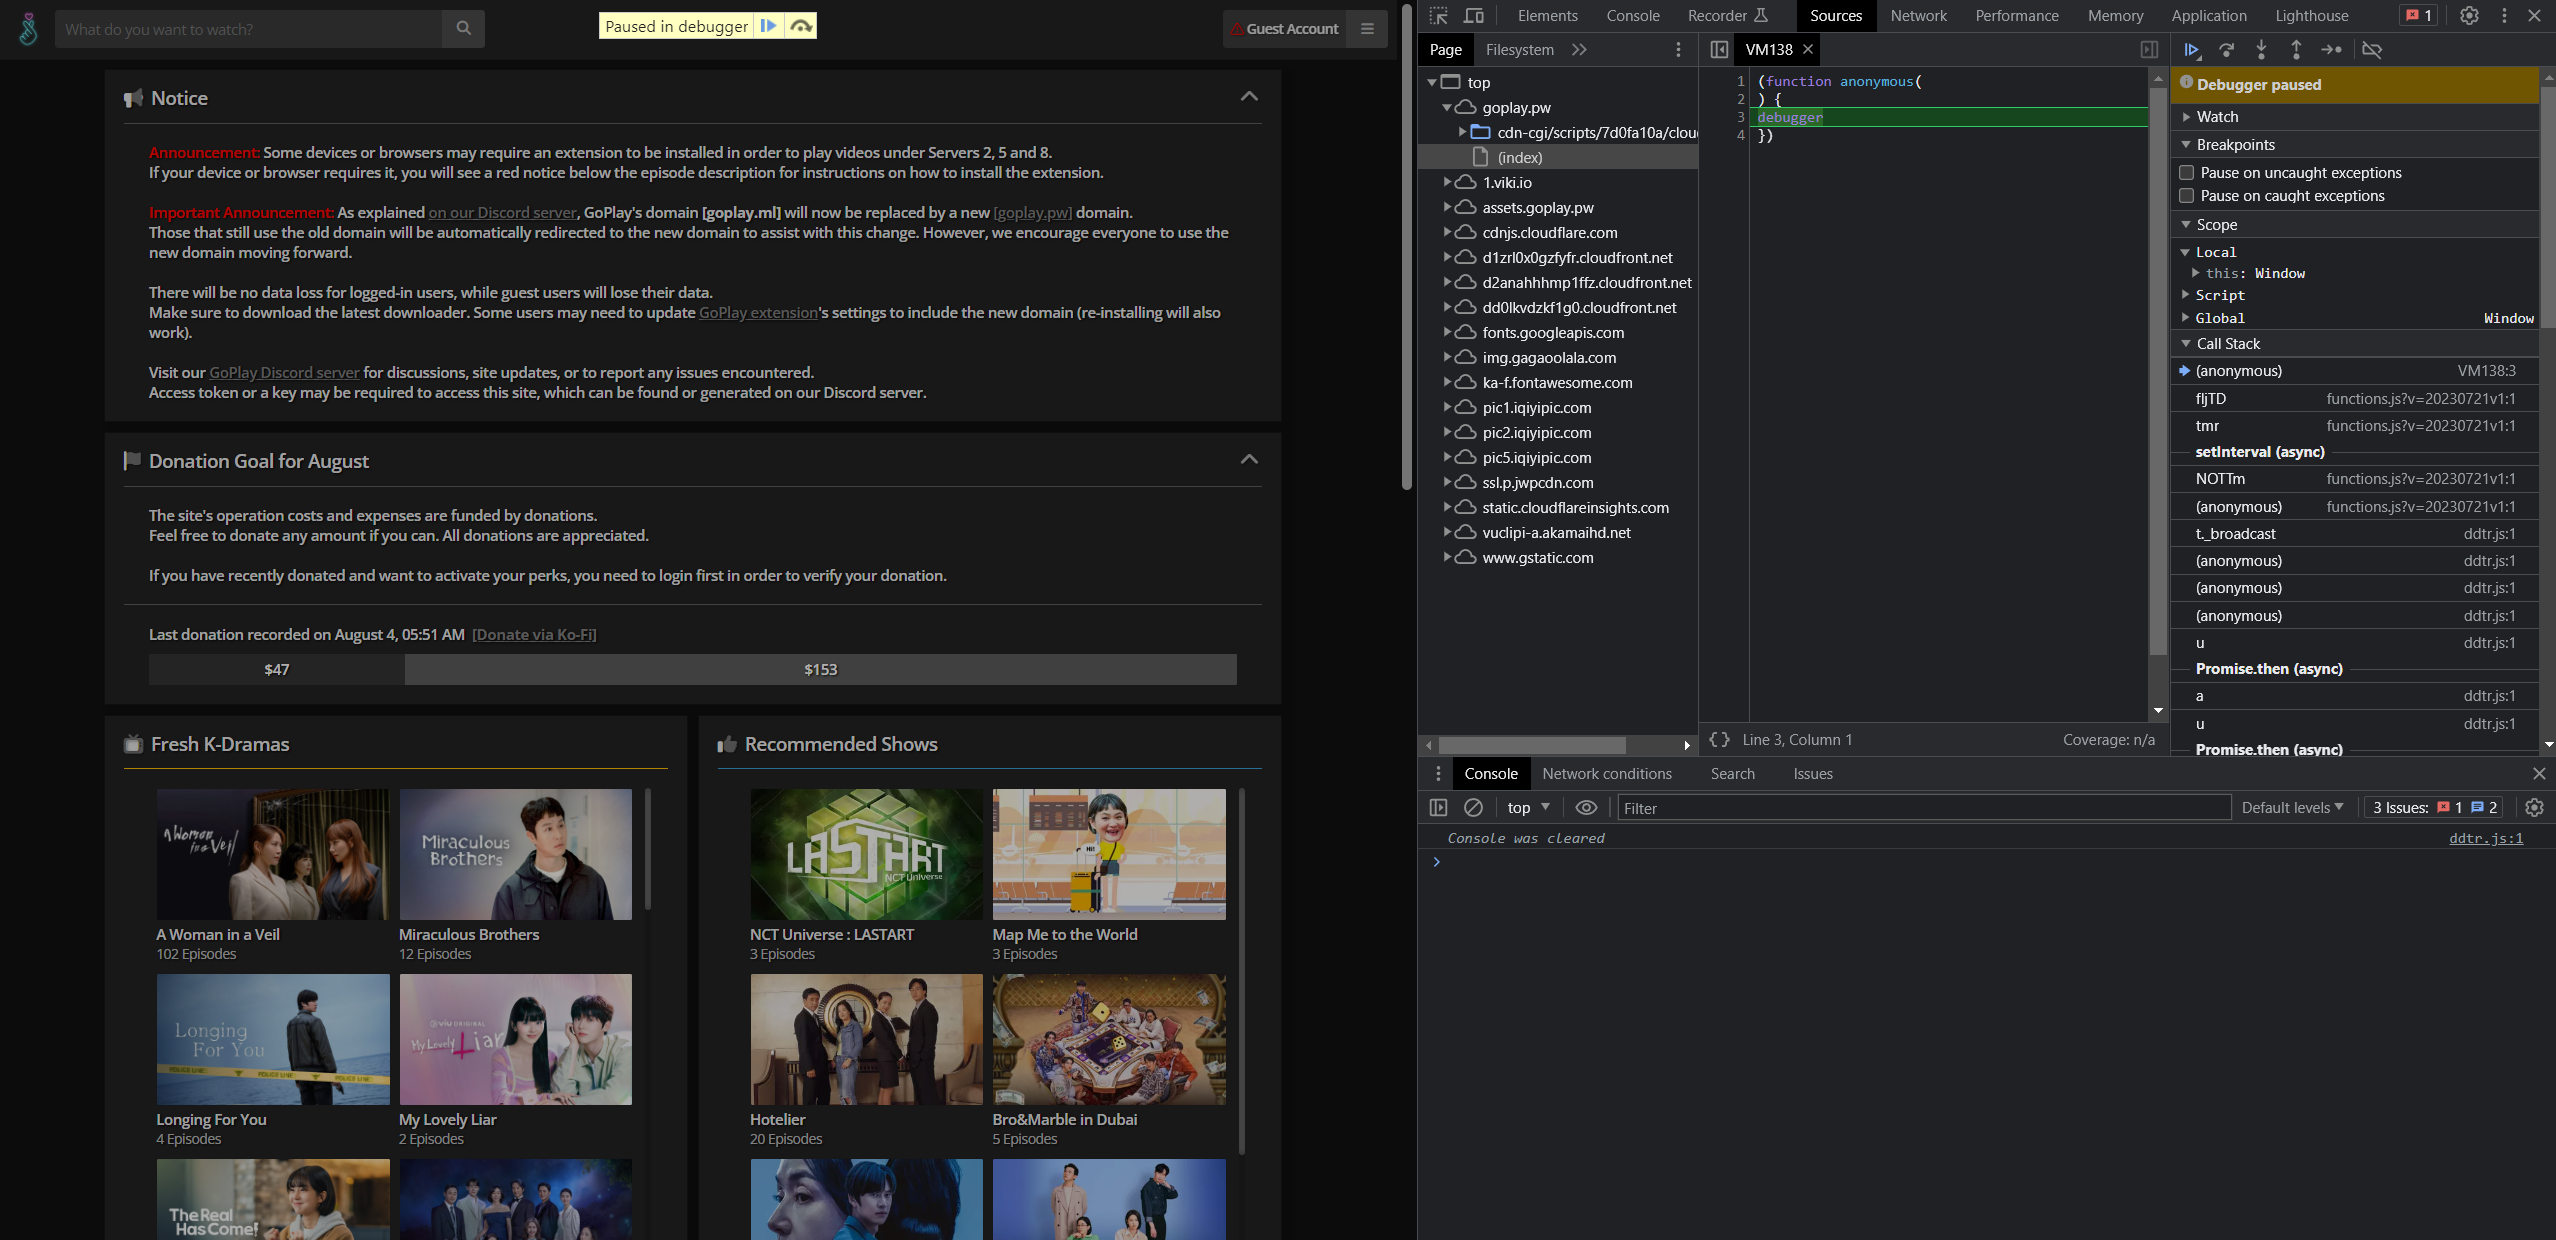 What do you want to watch?
Paused in debugger
Guest Account
Notice
Announcement: Some devices or browsers may require an extension to be installed in order to play videos under Servers 2, 5 and 8.
If your device or browser requires it, you will see a red notice below the episode description for instructions on how to install the extension.
Important Announcement: As explained on our Discord server, GoPlay's domain [goplay.ml] will now be replaced by a new [goplay.pw] domain.
Those that still use the old domain will be automatically redirected to the new domain to assist with this change. However, we encourage everyone to use the
new domain moving forward.
There will be no data loss for logged-in users, while guest users will lose their data.
Make sure to download the latest downloader. Some users may need to update GoPlay extension's settings to include the new domain (re-installing will also
work).
Visit our GoPlay Discord server for discussions, site updates, or to report any issues encountered.
Access token or a key may be required to access this site, which can be found or generated on our Discord server.
Donation Goal for August
The site's operation costs and expenses are funded by donations.
Feel free to donate any amount if you can. All donations are appreciated.
If you have recently donated and want to activate your perks, you need to login first in order to verify your donation.
Last donation recorded on August 4, 05:51 AM [Donate via Ko-Fi]
$47 $153
Fresh K-Dramas
A Woman in a Veil
Miraculous Brothers
A Woman in a Veil
102 Episodes
Miraculous Brothers
12 Episodes
Longing For You
POLICE LINE
viu ORIGINAL
My Lovely Liar
Longing For You
4 Episodes
My Lovely Liar
2 Episodes
The Real Has Come!
Recommended Shows
LASTART
NCT Universe
Hi!
NCT Universe : LASTART
3 Episodes
Map Me to the World
3 Episodes
Hotelier
20 Episodes
Bro&Marble in Dubai
5 Episodes
Elements Console Recorder Sources Network Performance Memory Application Lighthouse 1
Page Filesystem
top
goplay.pw
cdn-cgi/scripts/7d0fa10a/clou
(index)
1.viki.io
assets.goplay.pw
cdnjs.cloudflare.com
d1zrl0x0gzfyfr.cloudfront.net
d2anahhhmp1ffz.cloudfront.net
dd0lkvdzkf1g0.cloudfront.net
fonts.googleapis.com
img.gagaoolala.com
ka-f.fontawesome.com
pic1.iqiyipic.com
pic2.iqiyipic.com
pic5.iqiyipic.com
ssl.p.jwpcdn.com
static.cloudflareinsights.com
vuclipi-a.akamaihd.net
www.gstatic.com
VM138
1 (function anonymous(
2 ) {
3 debugger
4 })
{} Line 3, Column 1 Coverage: n/a
Debugger paused
Watch
Breakpoints
Pause on uncaught exceptions
Pause on caught exceptions
Scope
Local
this: Window
Script
Global Window
Call Stack
(anonymous) VM138:3
fljTD functions.js?v=20230721v1:1
tmr functions.js?v=20230721v1:1
setInterval (async)
NOTTm functions.js?v=20230721v1:1
(anonymous) functions.js?v=20230721v1:1
t._broadcast ddtr.js:1
(anonymous) ddtr.js:1
(anonymous) ddtr.js:1
(anonymous) ddtr.js:1
u ddtr.js:1
Promise.then (async)
a ddtr.js:1
u ddtr.js:1
Promise.then (async)
Console Network conditions Search Issues
top Filter Default levels 3 Issues: 1 2
Console was cleared ddtr.js:1